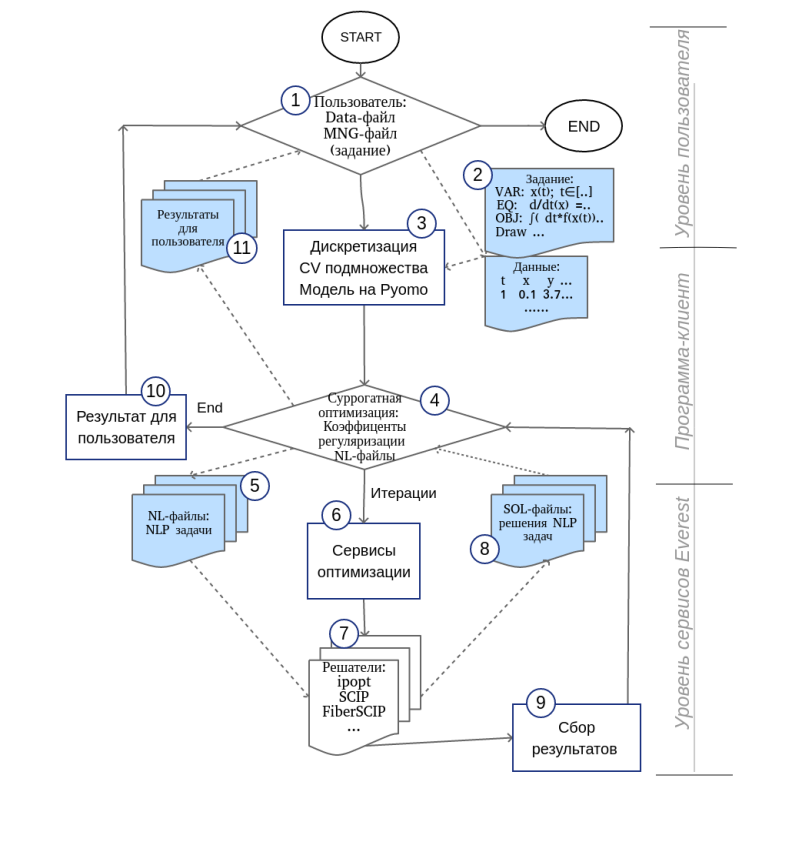 START
1
Пользователь:
Data-файл
MNG-файл
(задание)
END
2
Задание:
VAR: x(t); t∈[..]
EQ: d/dt(x) =..
OBJ: ∫( dt*f(x(t))..
Draw ...
Данные:
t x y ...
1 0.1 3.7...
......
3
Дискретизация
CV подмножества
Модель на Pyomo
Результаты
для
пользователя
11
4
Суррогатная
оптимизация:
Коэффиценты
регуляризации
NL-файлы
End
10
Результат для
пользователя
Итерации
5
NL-файлы:
NLP задачи
6
Сервисы
оптимизации
SOL-файлы:
решения NLP
задач
8
7
Решатели:
ipopt
SCIP
FiberSCIP
...
9
Сбор
результатов
Уровень пользователя
Программа-клиент
Уровень сервисов Everest